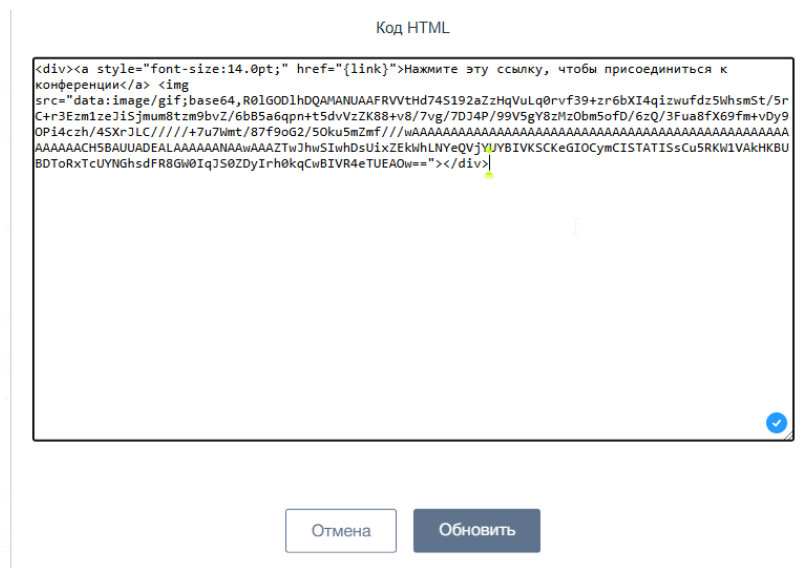 Код HTML
<div><a style="font-size:14.0pt;" href="{link}">Нажмите эту ссылку, чтобы присоединиться к
конференции</a> <img
src="data:image/gif;base64,R0lGODlhDQAMANUAAFRVVtHd74S192aZzHqVuLq0rvf39+zr6bXI4qizwufdz5WhsmSt/5r
C+r3Ezm1zeJiSjmum8tzm9bvZ/6bB5a6qpn+t5dvVzZK88+v8/7vg/7DJ4P/99V5gY8zMzObm5ofD/6zQ/3Fua8fX69fm+vDy9
OPi4czh/4SXrJLC/////+7u7Wmt/87f9oG2/5Oku5mZmf///wAAAAAAAAAAAAAAAAAAAAAAAAAAAAAAAAAAAAAAAAAAAAAAAAA
AAAAAACH5BAUUADEALAAAAAANAAwAAAZTwJhwSIwhDsUixZEkWhLNYeQVjYUYBIVKSCKeGIOCymCISTATISsCu5RKW1VAkHKBU
BDToRxTcUYNGhsdFR8GW0IqJS0ZDyIrh0kqCwBIVR4eTUEAOw=="></div>
Отмена
Обновить